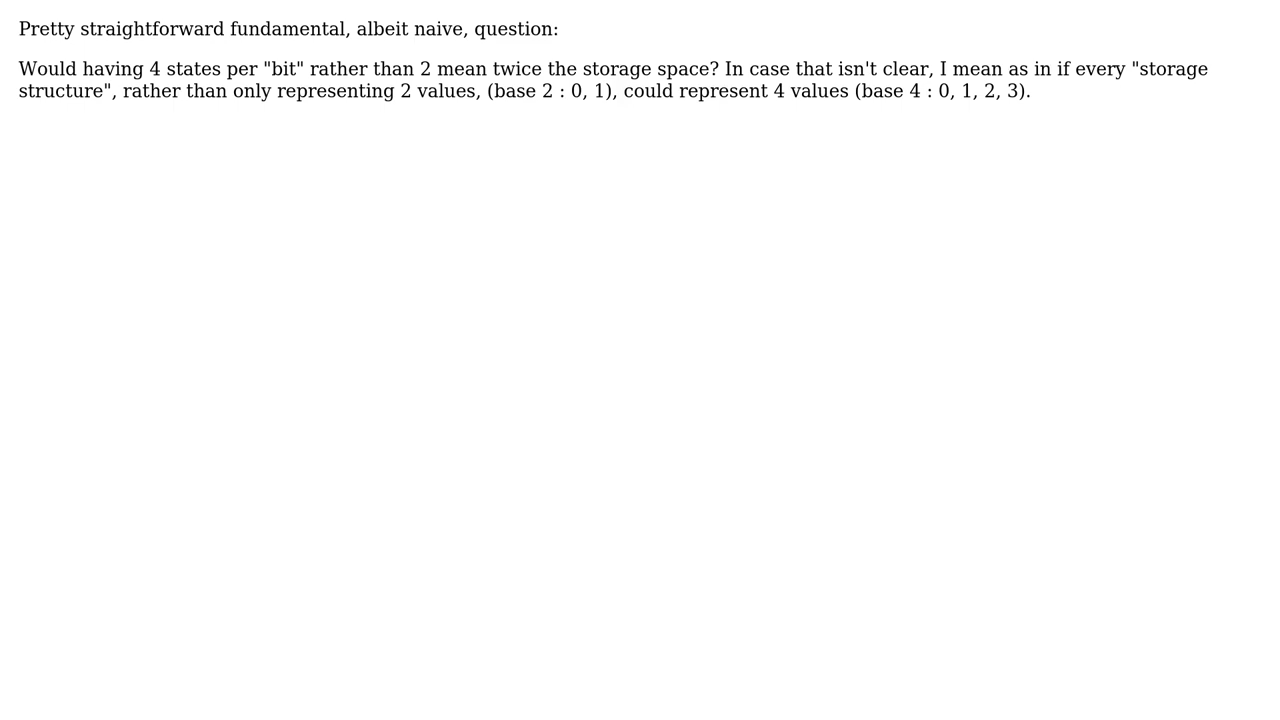 Pretty straightforward fundamental, albeit naive, question:
Would having 4 states per "bit" rather than 2 mean twice the storage space? In case that isn't clear, I mean as in if every "storage
structure", rather than only representing 2 values, (base 2 : 0, 1), could represent 4 values (base 4 : 0, 1, 2, 3).